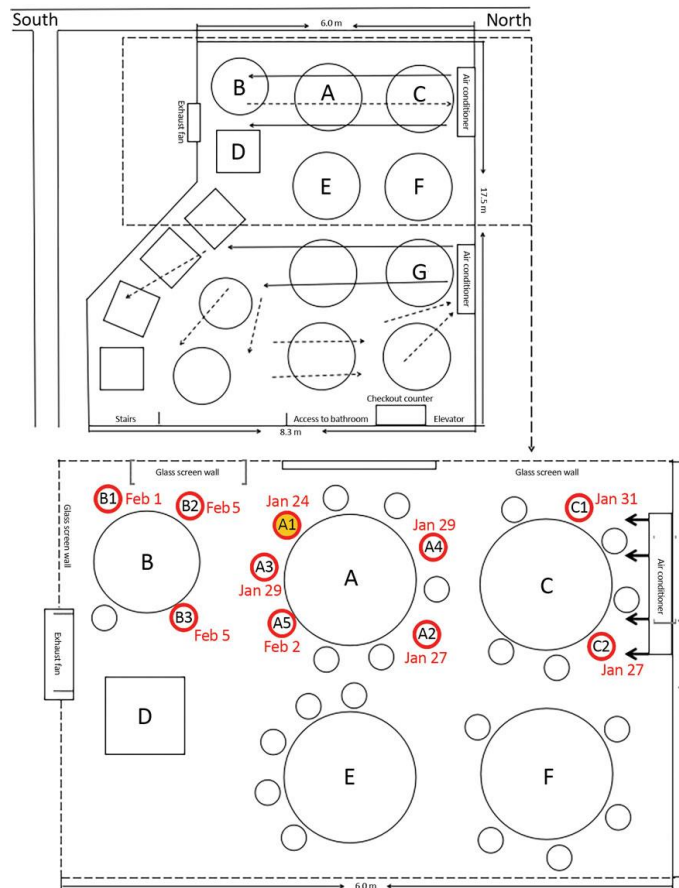 South
North
6.0 m
B
A
C
Air conditioner
Exhaust fan
D
E
F
17.5 m
G
Air conditioner
Checkout counter
Stairs
Access to bathroom
Elevator
8.3 m
Glass screen wall
Glass screen wall
Glass screen wall
B1
Feb 1
B2
Feb 5
Jan 24
A1
C1
Jan 31
Jan 29
A4
B
A3
Jan 29
A
C
Air conditioner
B3
Feb 5
A5
Feb 2
A2
Jan 27
C2
Jan 27
Exhaust fan
D
E
F
6.0 m